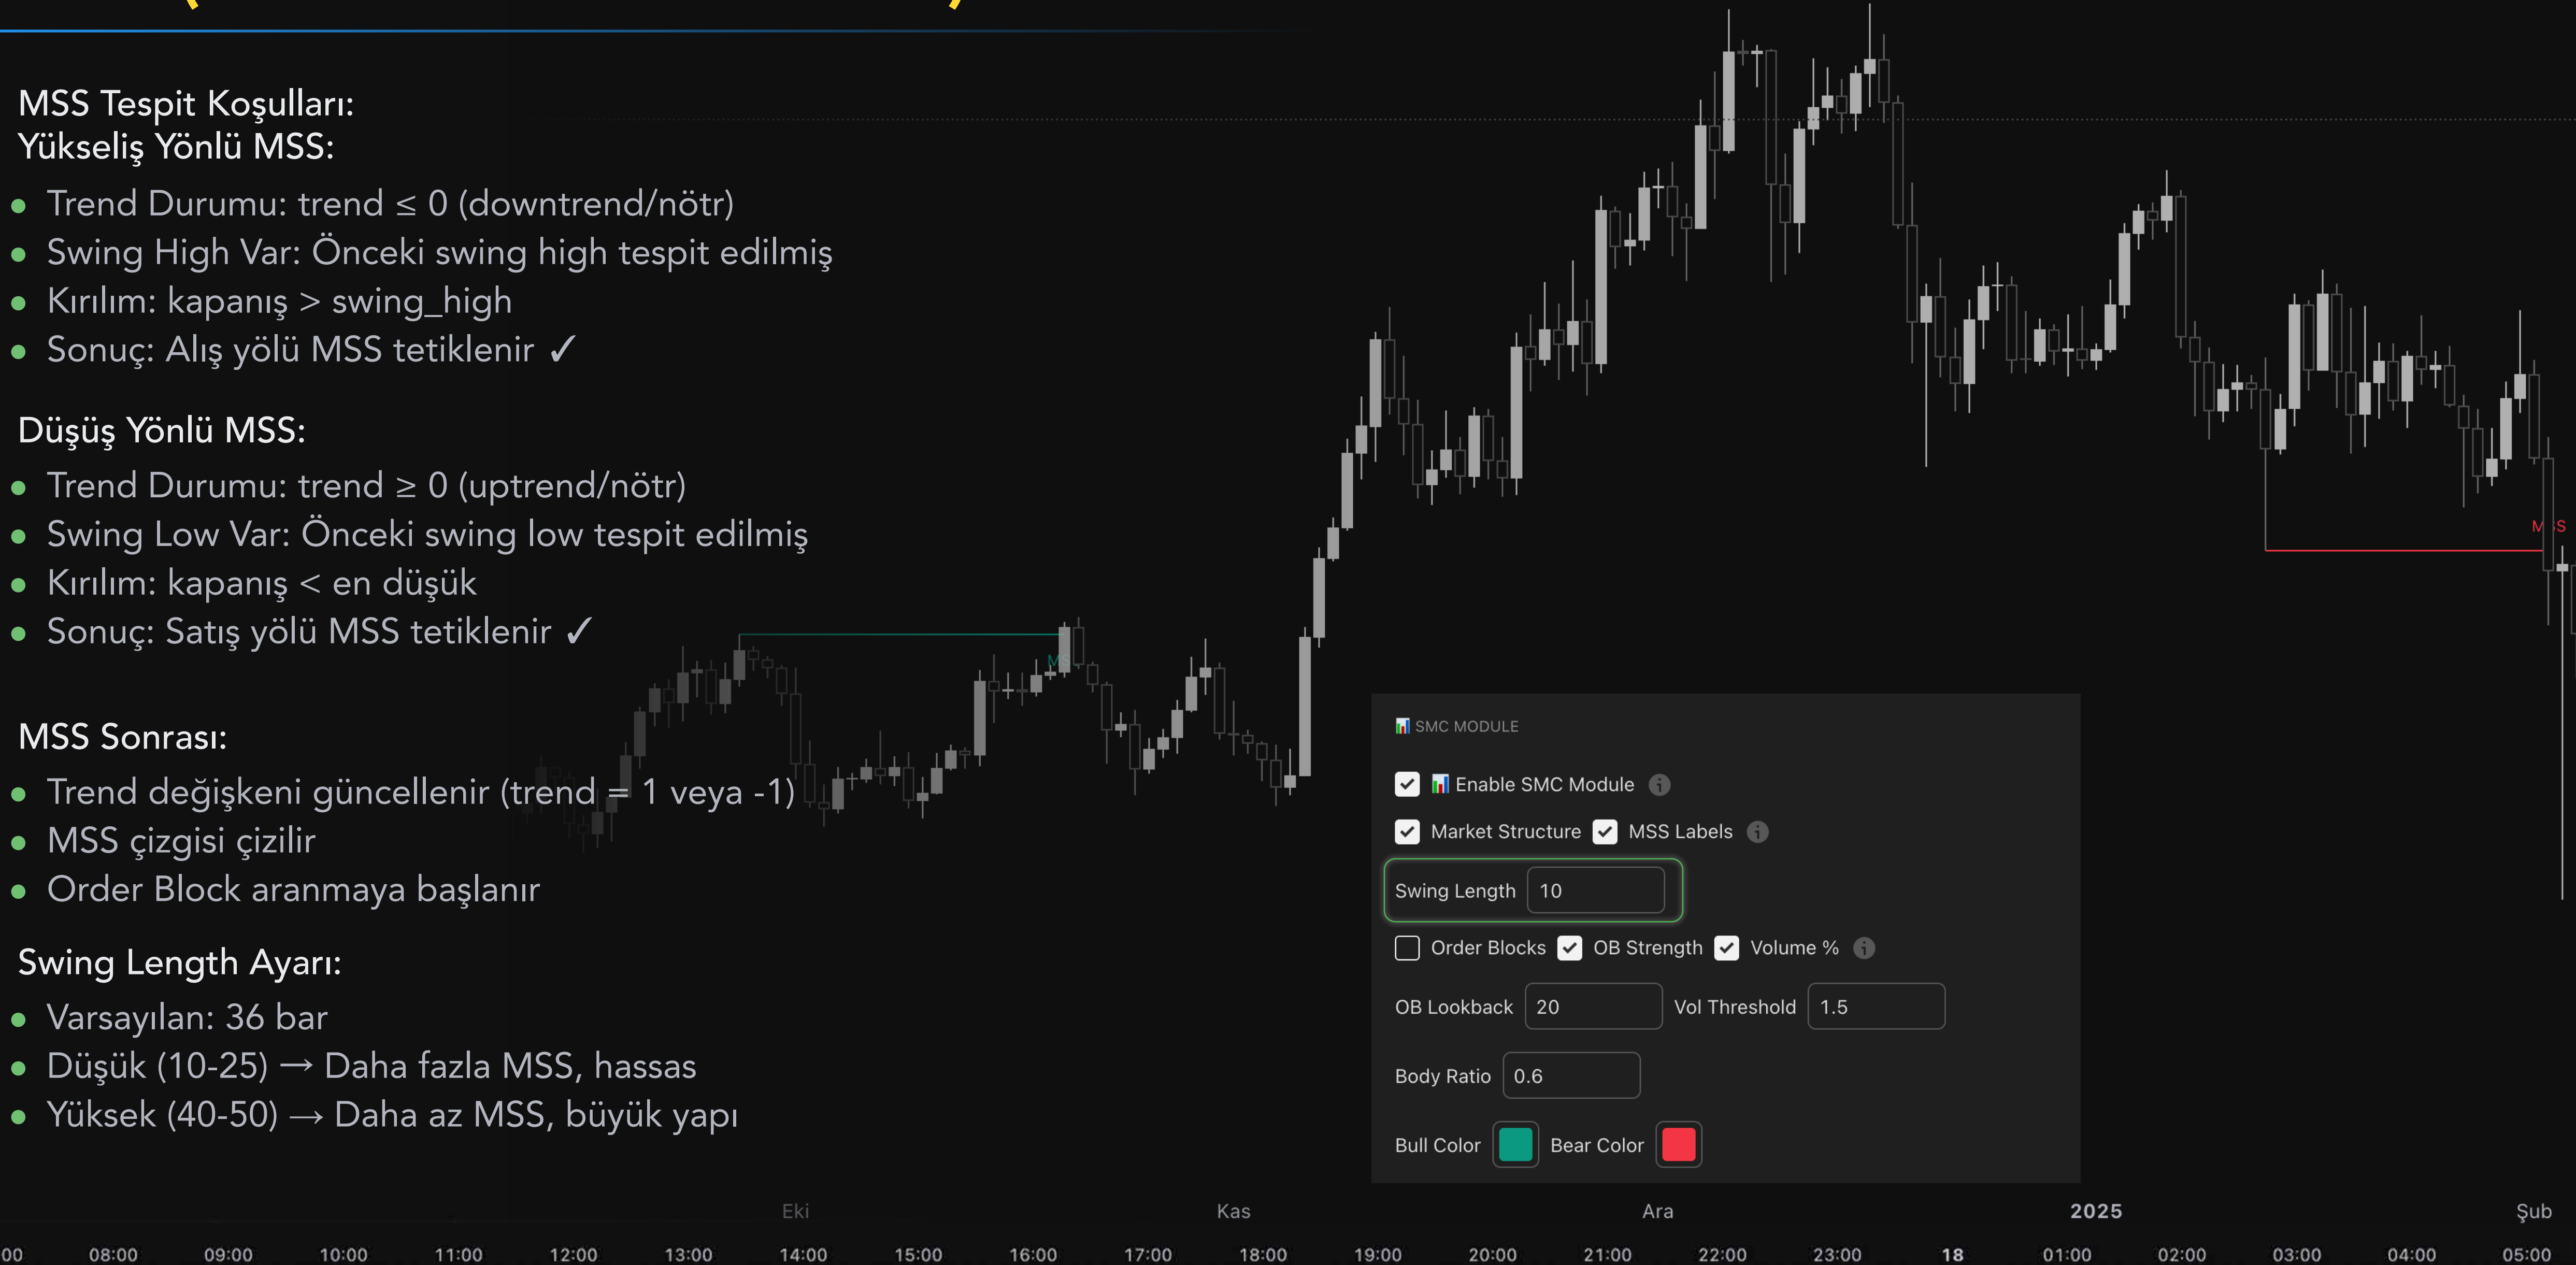 MSS Tespit Koşulları:
Yükseliş Yönlü MSS:
Trend Durumu: trend ≤ 0 (downtrend/nötr)
Swing High Var: Önceki swing high tespit edilmiş
Kırılım: kapanış > swing_high
Sonuç: Alış yölü MSS tetiklenir ✓
Düşüş Yönlü MSS:
Trend Durumu: trend ≥ 0 (uptrend/nötr)
Swing Low Var: Önceki swing low tespit edilmiş
Kırılım: kapanış < en düşük
Sonuç: Satış yölü MSS tetiklenir ✓
MSS Sonrası:
Trend değişkeni güncellenir (trend = 1 veya -1)
MSS çizgisi çizilir
Order Block aranmaya başlanır
Swing Length Ayarı:
Varsayılan: 36 bar
Düşük (10-25) → Daha fazla MSS, hassas
Yüksek (40-50) → Daha az MSS, büyük yapı
SMC MODULE
Enable SMC Module
Market Structure MSS Labels
Swing Length 10
Order Blocks OB Strength Volume %
OB Lookback 20 Vol Threshold 1.5
Body Ratio 0.6
Bull Color Bear Color
Eki Kas Ara 2025 Şub
:00 08:00 09:00 10:00 11:00 12:00 13:00 14:00 15:00 16:00 17:00 18:00 19:00 20:00 21:00 22:00 23:00 18 01:00 02:00 03:00 04:00 05:00